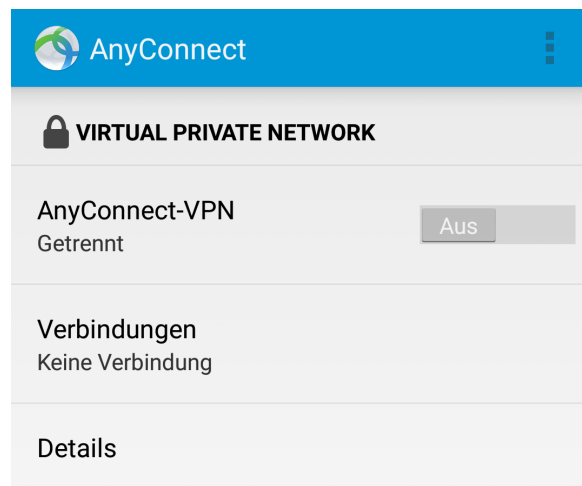 AnyConnect
VIRTUAL PRIVATE NETWORK
AnyConnect-VPN
Aus
Getrennt
Verbindungen
Keine Verbindung
Details